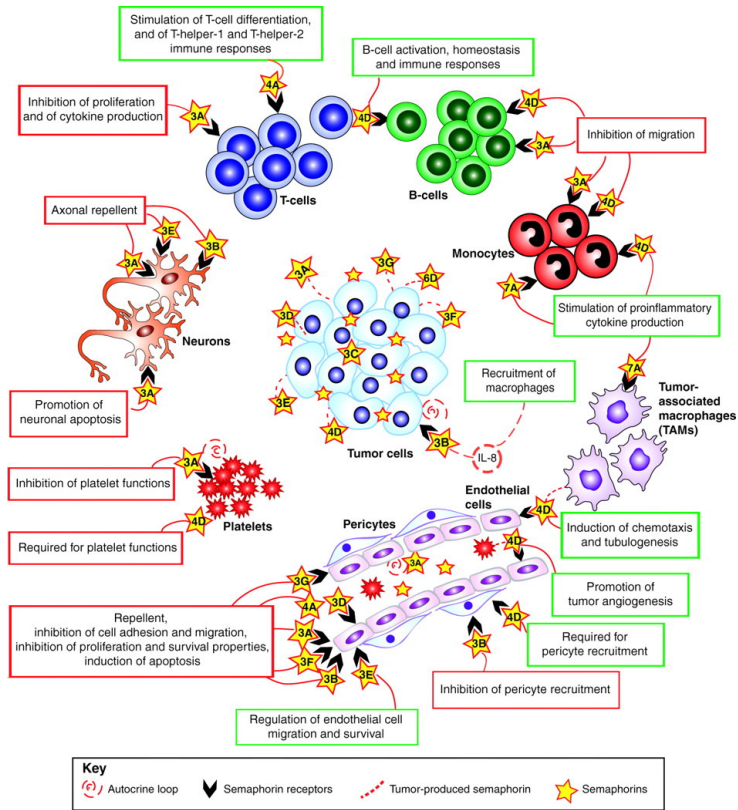 Stimulation of T-cell differentiation,
and of T-helper-1 and T-helper-2
immune responses
B-cell activation, homeostasis
and immune responses
4A
Inhibition of proliferation
and of cytokine production
3A
4D
4D
3A
Inhibition of migration
T-cells
B-cells
3A
4D
Axonal repellent
3E
3B
3A
Monocytes
4D
7A
Neurons
3A
3G
6D
3D
3F
3C
Stimulation of proinflammatory
cytokine production
7A
3A
Promotion of
neuronal apoptosis
3E
4D
Recruitment of
macrophages
Tumor-
associated
macrophages
(TAMs)
3B
IL-8
Tumor cells
3A
Inhibition of platelet functions
4D
Platelets
Required for platelet functions
Pericytes
Endothelial
cells
4D
Induction of chemotaxis
and tubulogenesis
4D
3A
3G
4A
3D
Promotion of
tumor angiogenesis
Repellent,
inhibition of cell adhesion and migration,
inhibition of proliferation and survival properties,
induction of apoptosis
3A
3F
3B
3E
3B
4D
Required for
pericyte recruitment
Inhibition of pericyte recruitment
Regulation of endothelial cell
migration and survival
Key
Autocrine loop
Semaphorin receptors
Tumor-produced semaphorin
Semaphorins